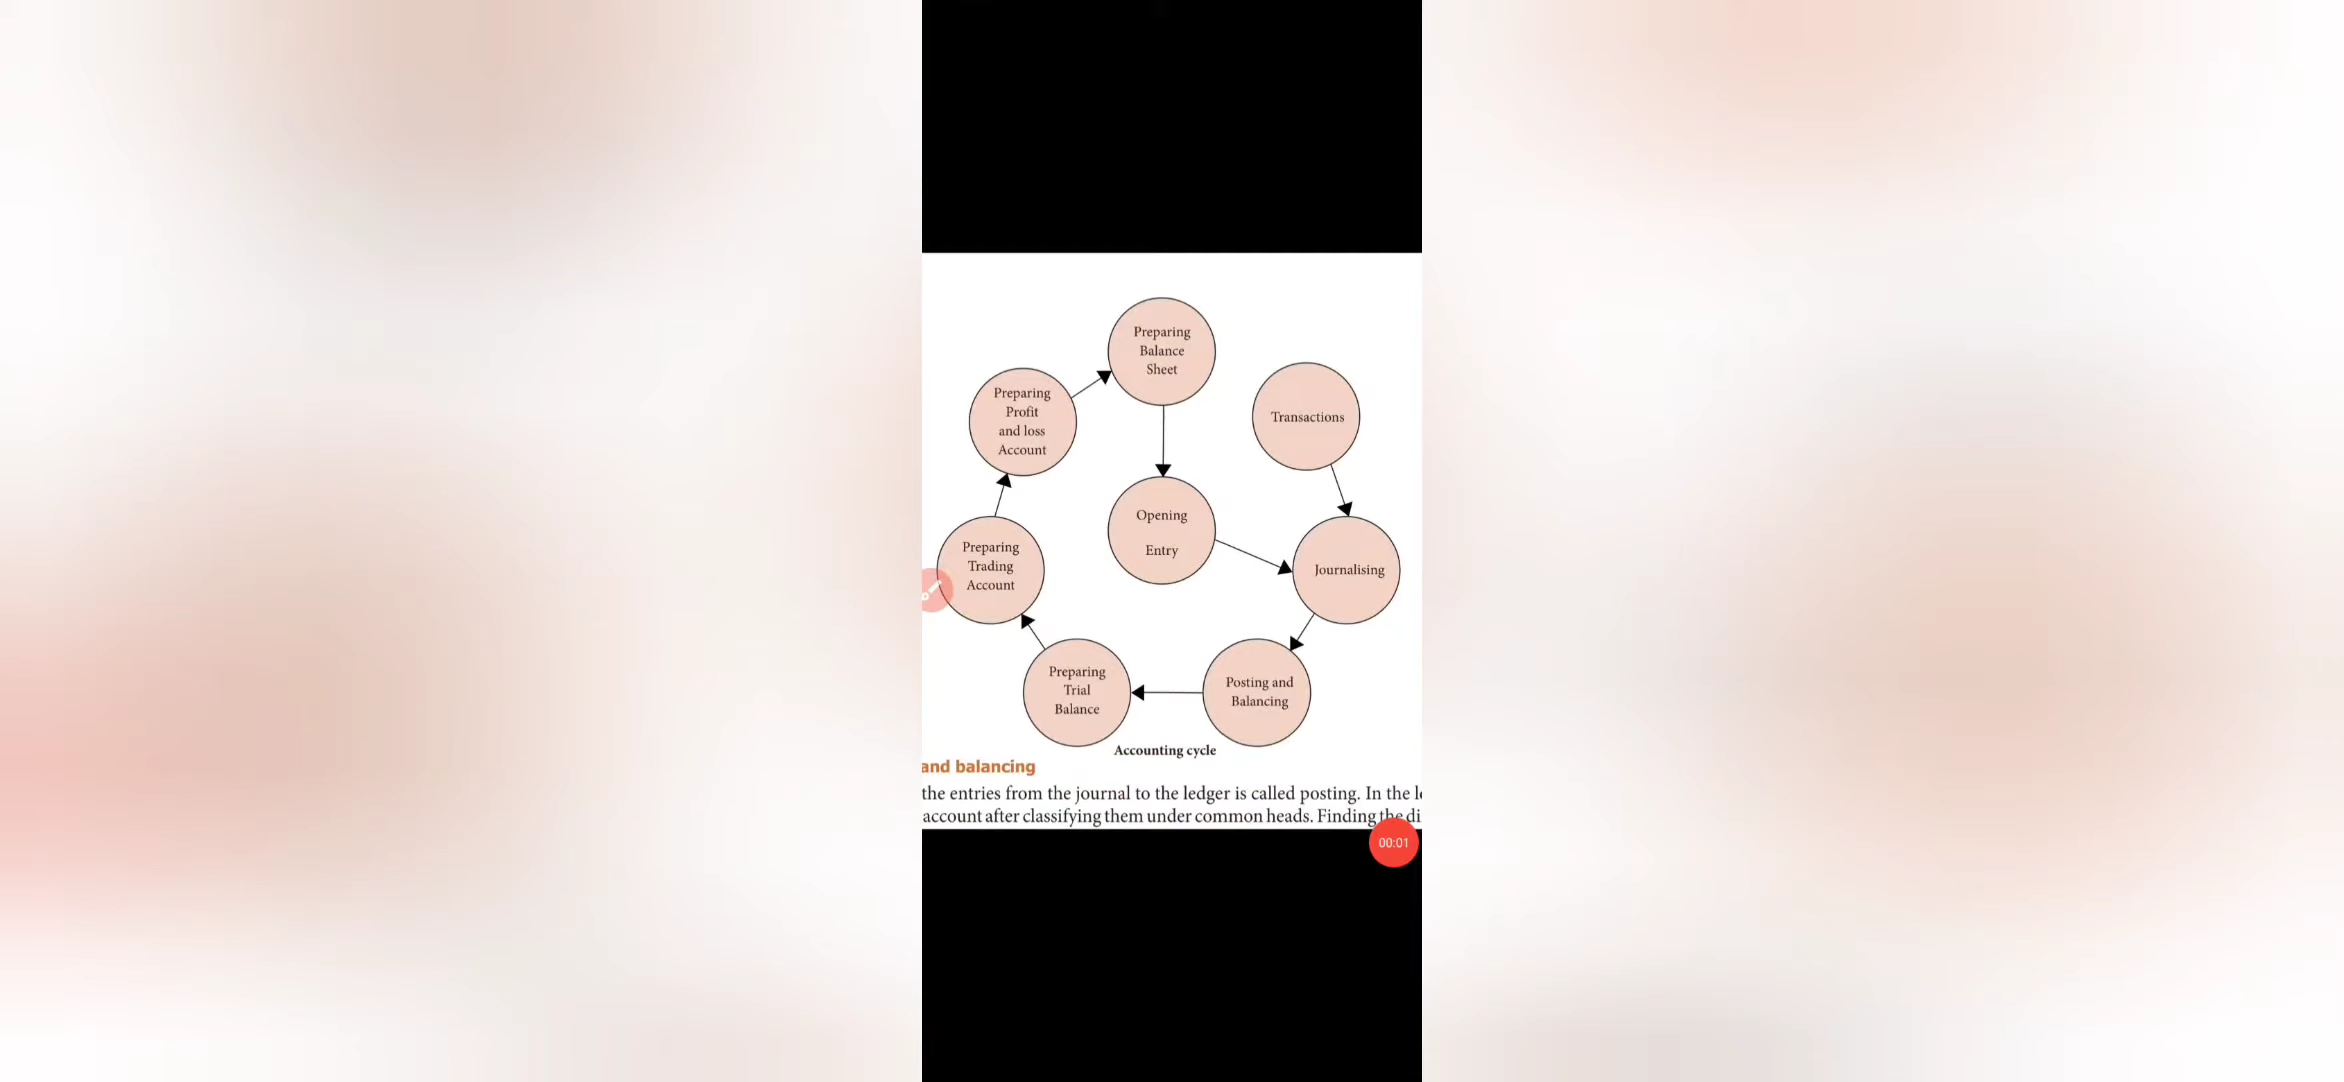 Preparing
Balance
Sheet
Preparing
Profit
and loss
Account
Transactions
Opening
Entry
Preparing
Trading
Account
Journalising
Preparing
Trial
Balance
Posting and
Balancing
Accounting cycle
and balancing
the entries from the journal to the ledger is called posting. In the
account after classifying them under common heads. Finding the
00:01